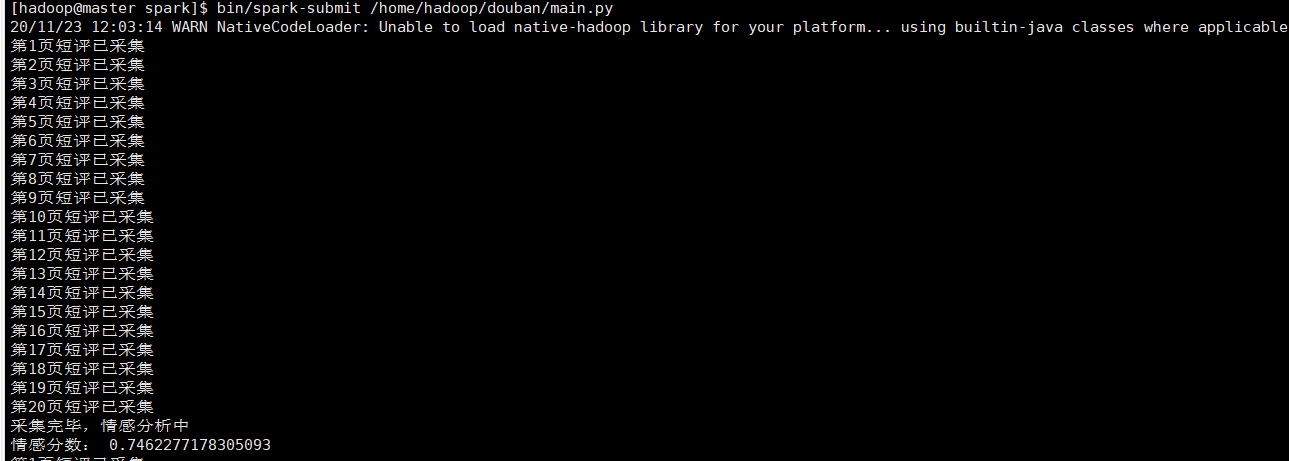 [hadoop@master spark]$ bin/spark-submit /home/hadoop/douban/main.py
20/11/23 12:03:14 WARN NativeCodeLoader: Unable to load native-hadoop library for your platform... using builtin-java classes where applicable
第1页短评已采集
第2页短评已采集
第3页短评已采集
第4页短评已采集
第5页短评已采集
第6页短评已采集
第7页短评已采集
第8页短评已采集
第9页短评已采集
第10页短评已采集
第11页短评已采集
第12页短评已采集
第13页短评已采集
第14页短评已采集
第15页短评已采集
第16页短评已采集
第17页短评已采集
第18页短评已采集
第19页短评已采集
第20页短评已采集
采集完毕，情感分析中
情感分数： 0.7462277178305093
第1页短评已采集